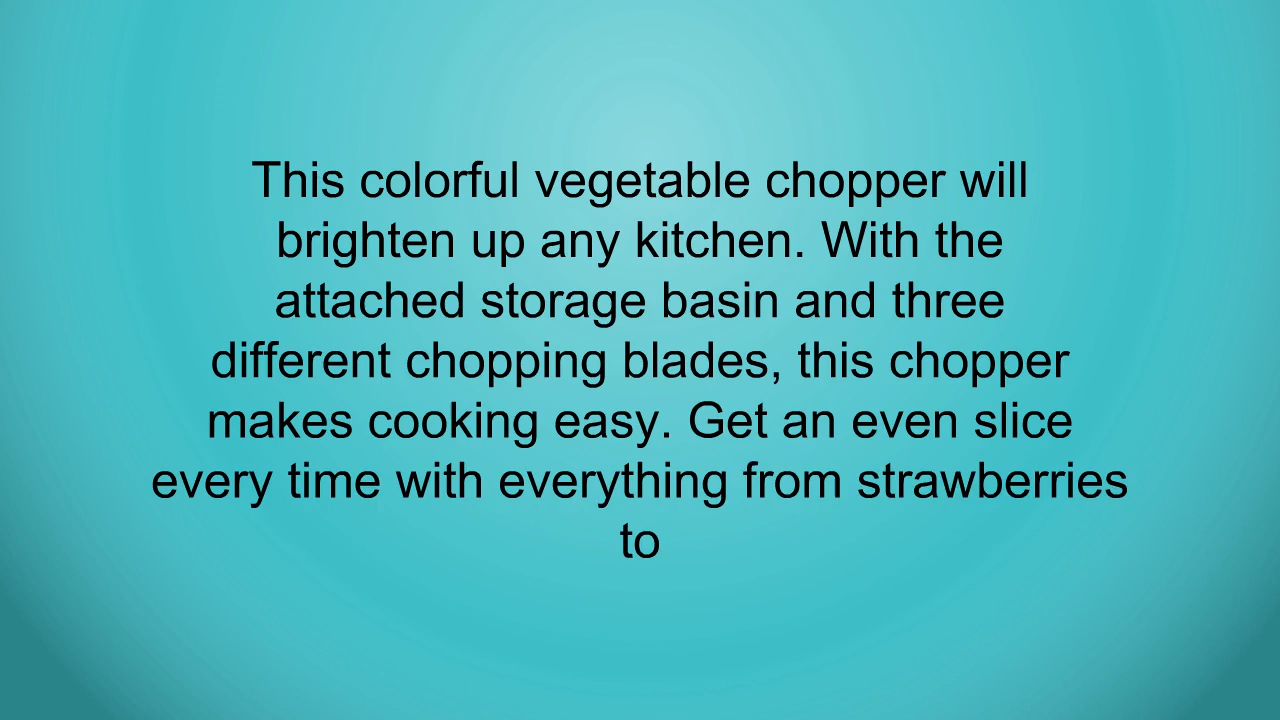 This colorful vegetable chopper will
brighten up any kitchen. With the
attached storage basin and three
different chopping blades, this chopper
makes cooking easy. Get an even slice
every time with everything from strawberries
to